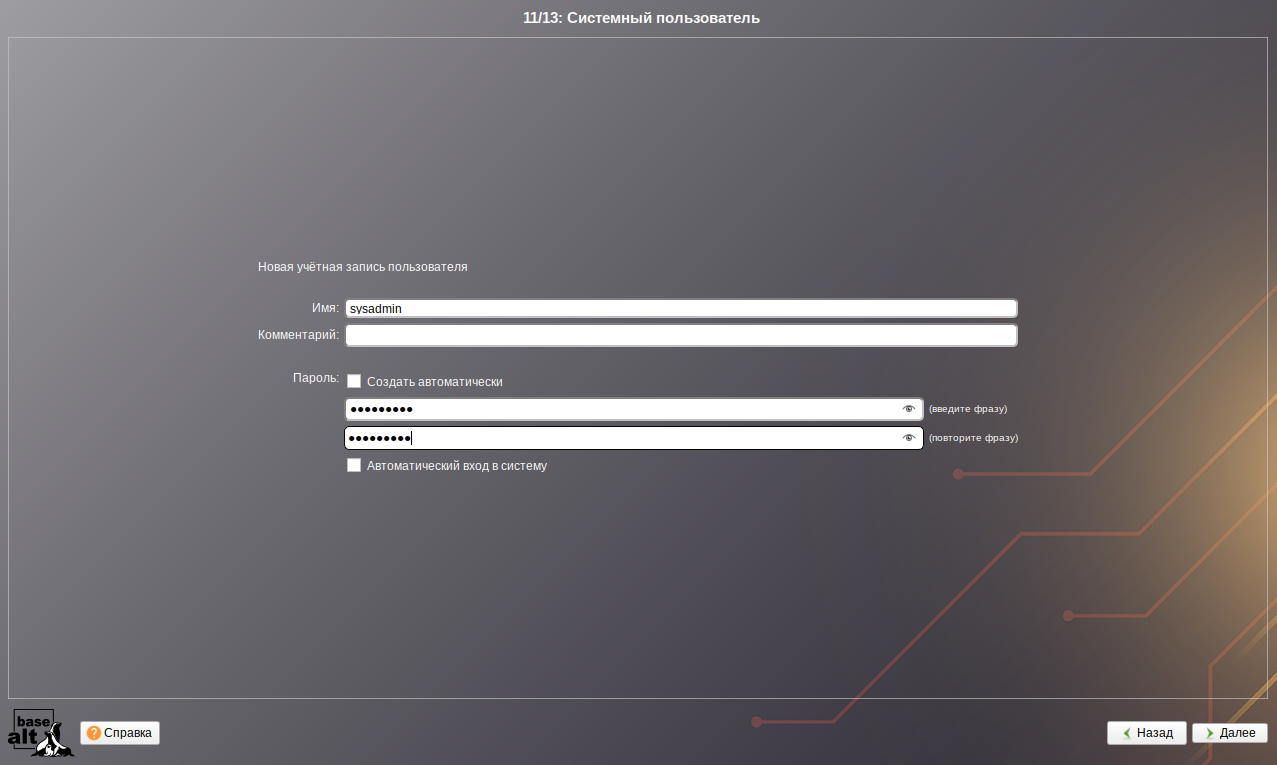 11/13: Системный пользователь
Новая учётная запись пользователя
Имя: sysadmin
Комментарий:
Пароль: Создать автоматически
●●●●●●●●● (введите фразу)
●●●●●●●●● (повторите фразу)
Автоматический вход в систему
base
alt
? Справка
Назад
Далее